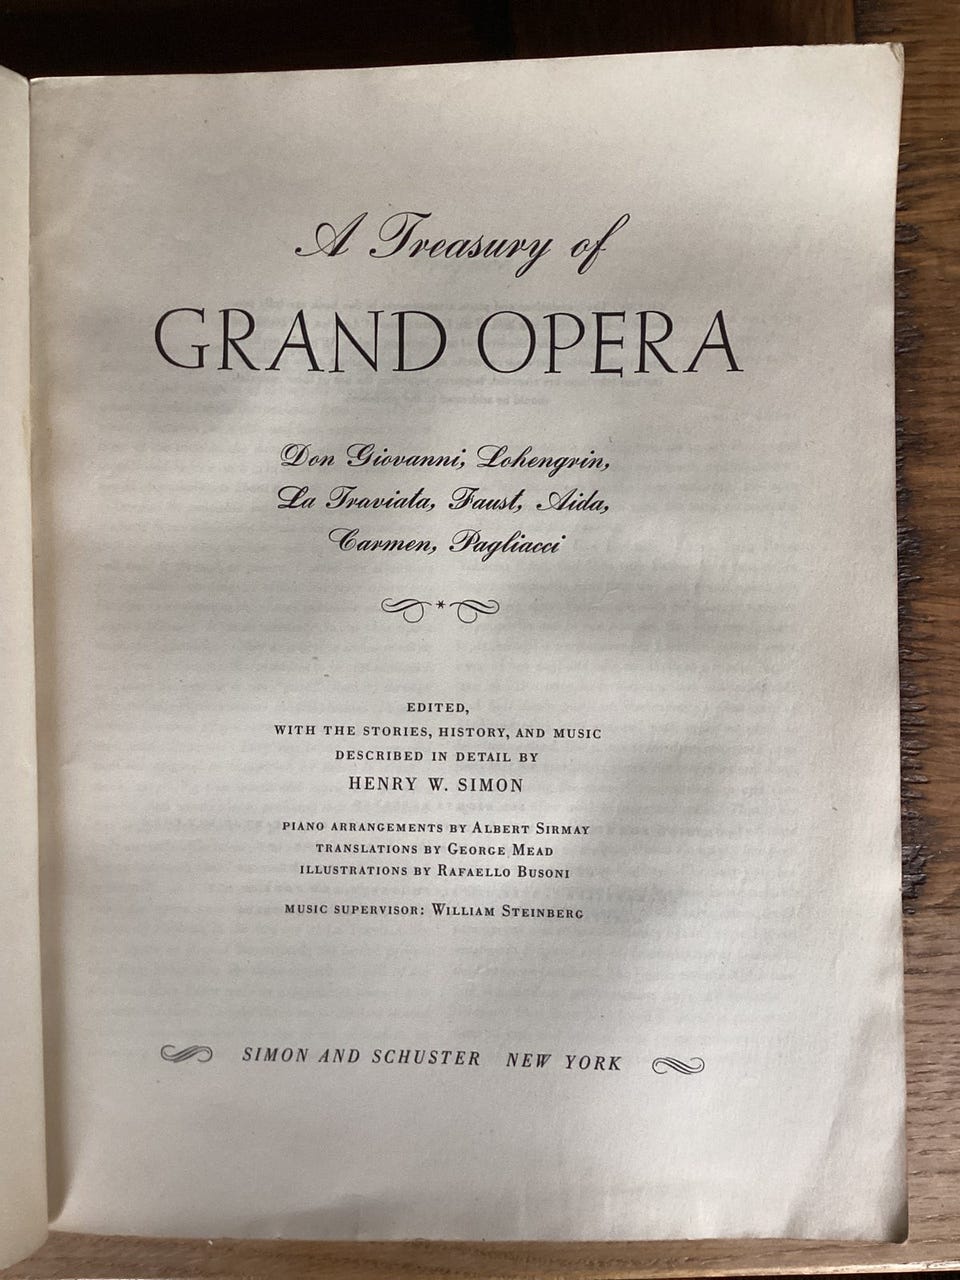 A Treasury of
GRAND OPERA
Don Giovanni, Lohengrin,
La Traviata, Faust, Aida,
Carmen, Pagliacci
EDITED,
WITH THE STORIES, HISTORY, AND MUSIC
DESCRIBED IN DETAIL BY
HENRY W. SIMON
PIANO ARRANGEMENTS BY ALBERT SIRMAY
TRANSLATIONS BY GEORGE MEAD
ILLUSTRATIONS BY RAFAELLO BUSONI
MUSIC SUPERVISOR: WILLIAM STEINBERG
SIMON AND SCHUSTER NEW YORK